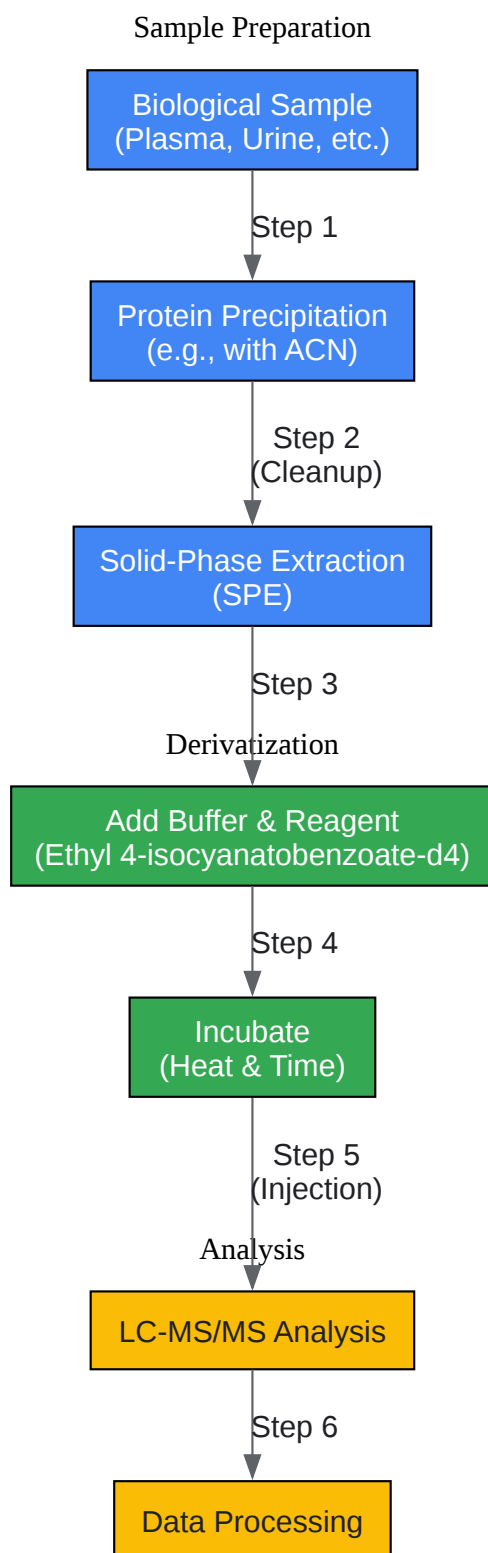 Sample Preparation
Biological Sample
(Plasma, Urine, etc.)
Step 1
Protein Precipitation
(e.g., with ACN)
Step 2
(Cleanup)
Solid-Phase Extraction
(SPE)
Step 3
Derivatization
Add Buffer & Reagent
(Ethyl 4-isocyanatobenzoate-d4)
Step 4
Incubate
(Heat & Time)
Step 5
(Injection)
Analysis
LC-MS/MS Analysis
Step 6
Data Processing